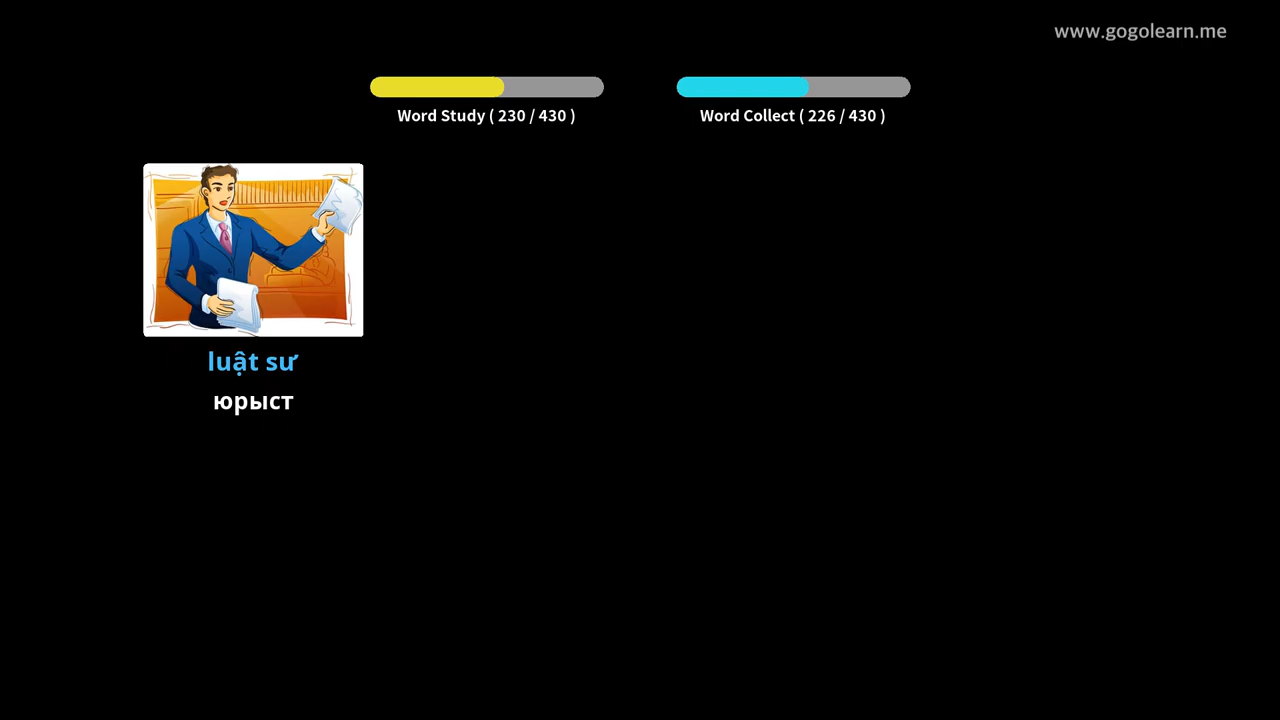 www.gogolearn.me
Word Study ( 230 / 430 )
Word Collect ( 226 / 430 )
luật sư
юрыст